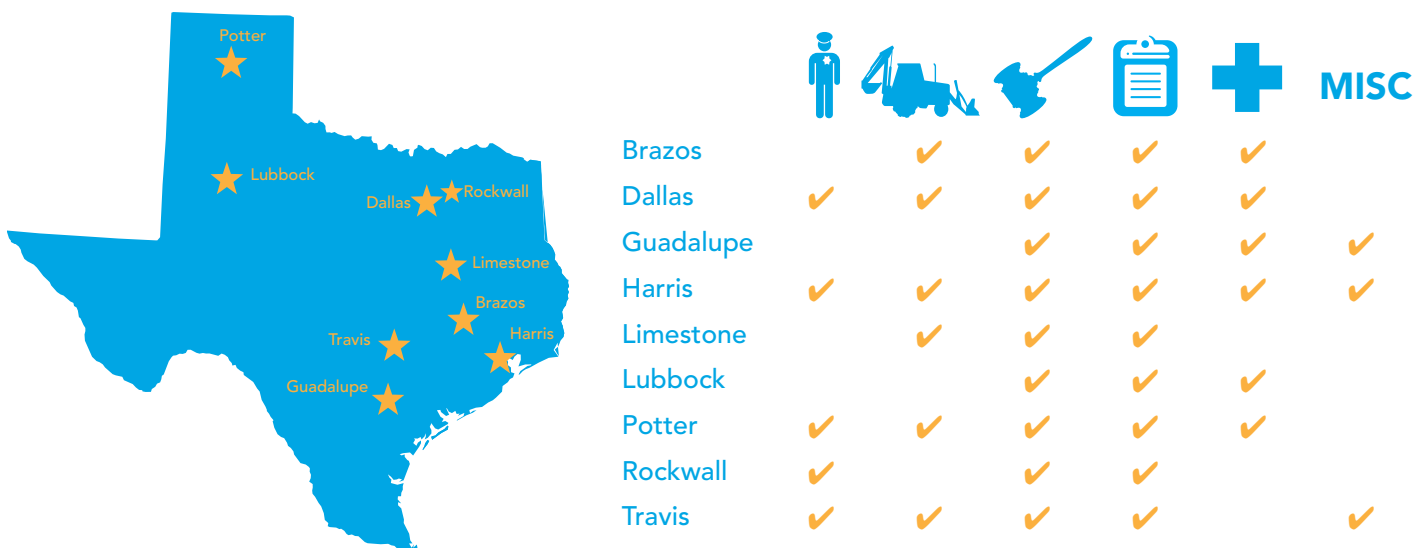 Potter
Lubbock
Dallas
Rockwall
Limestone
Brazos
Harris
Travis
Guadalupe
MISC
Brazos
Dallas
Guadalupe
Harris
Limestone
Lubbock
Potter
Rockwall
Travis